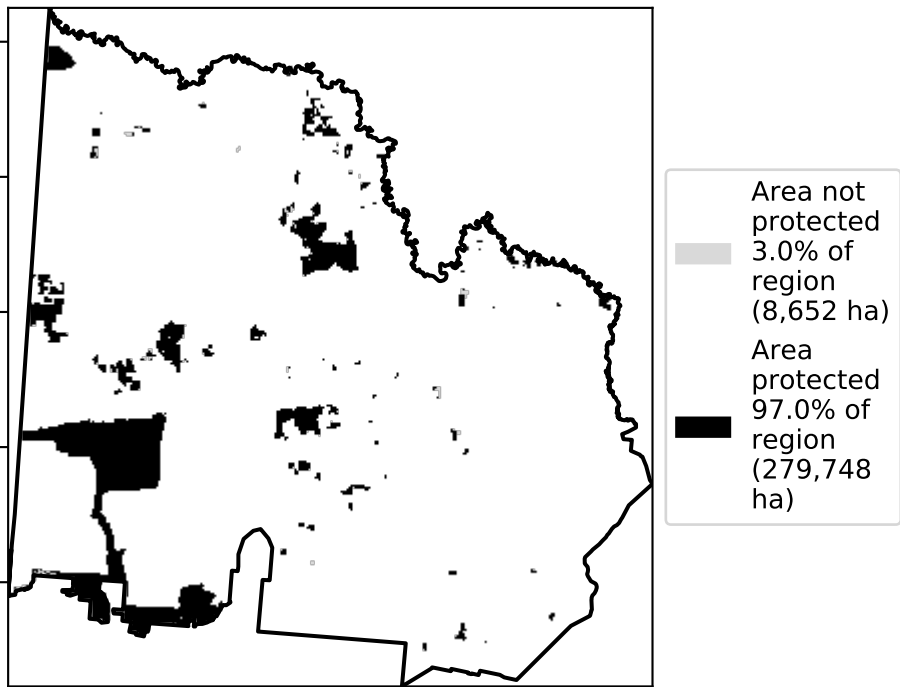 Area not
protected
3.0% of
region
(8,652 ha)
Area
protected
97.0% of
region
(279,748
ha)